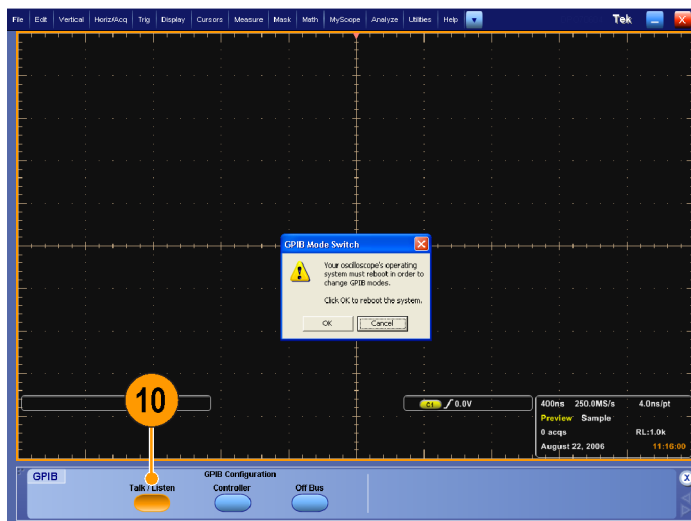 File Edit Vertical Horiz/Acq Trig Display Cursors Measure Mask Math MyScope Analyze Utilities Help Tek X
GPIB Mode Switch
Your oscilloscope's operating
system must reboot in order to
change GPIB modes.
Click OK to reboot the system.
OK Cancel
10
C1 0.0V
400ns 250.0MS/s 4.0ns/pt
Preview Sample
0 acqs RL:1.0k
August 22, 2006 11:16:00
GPIB
GPIB Configuration
Talk / Listen Controller Off Bus
X